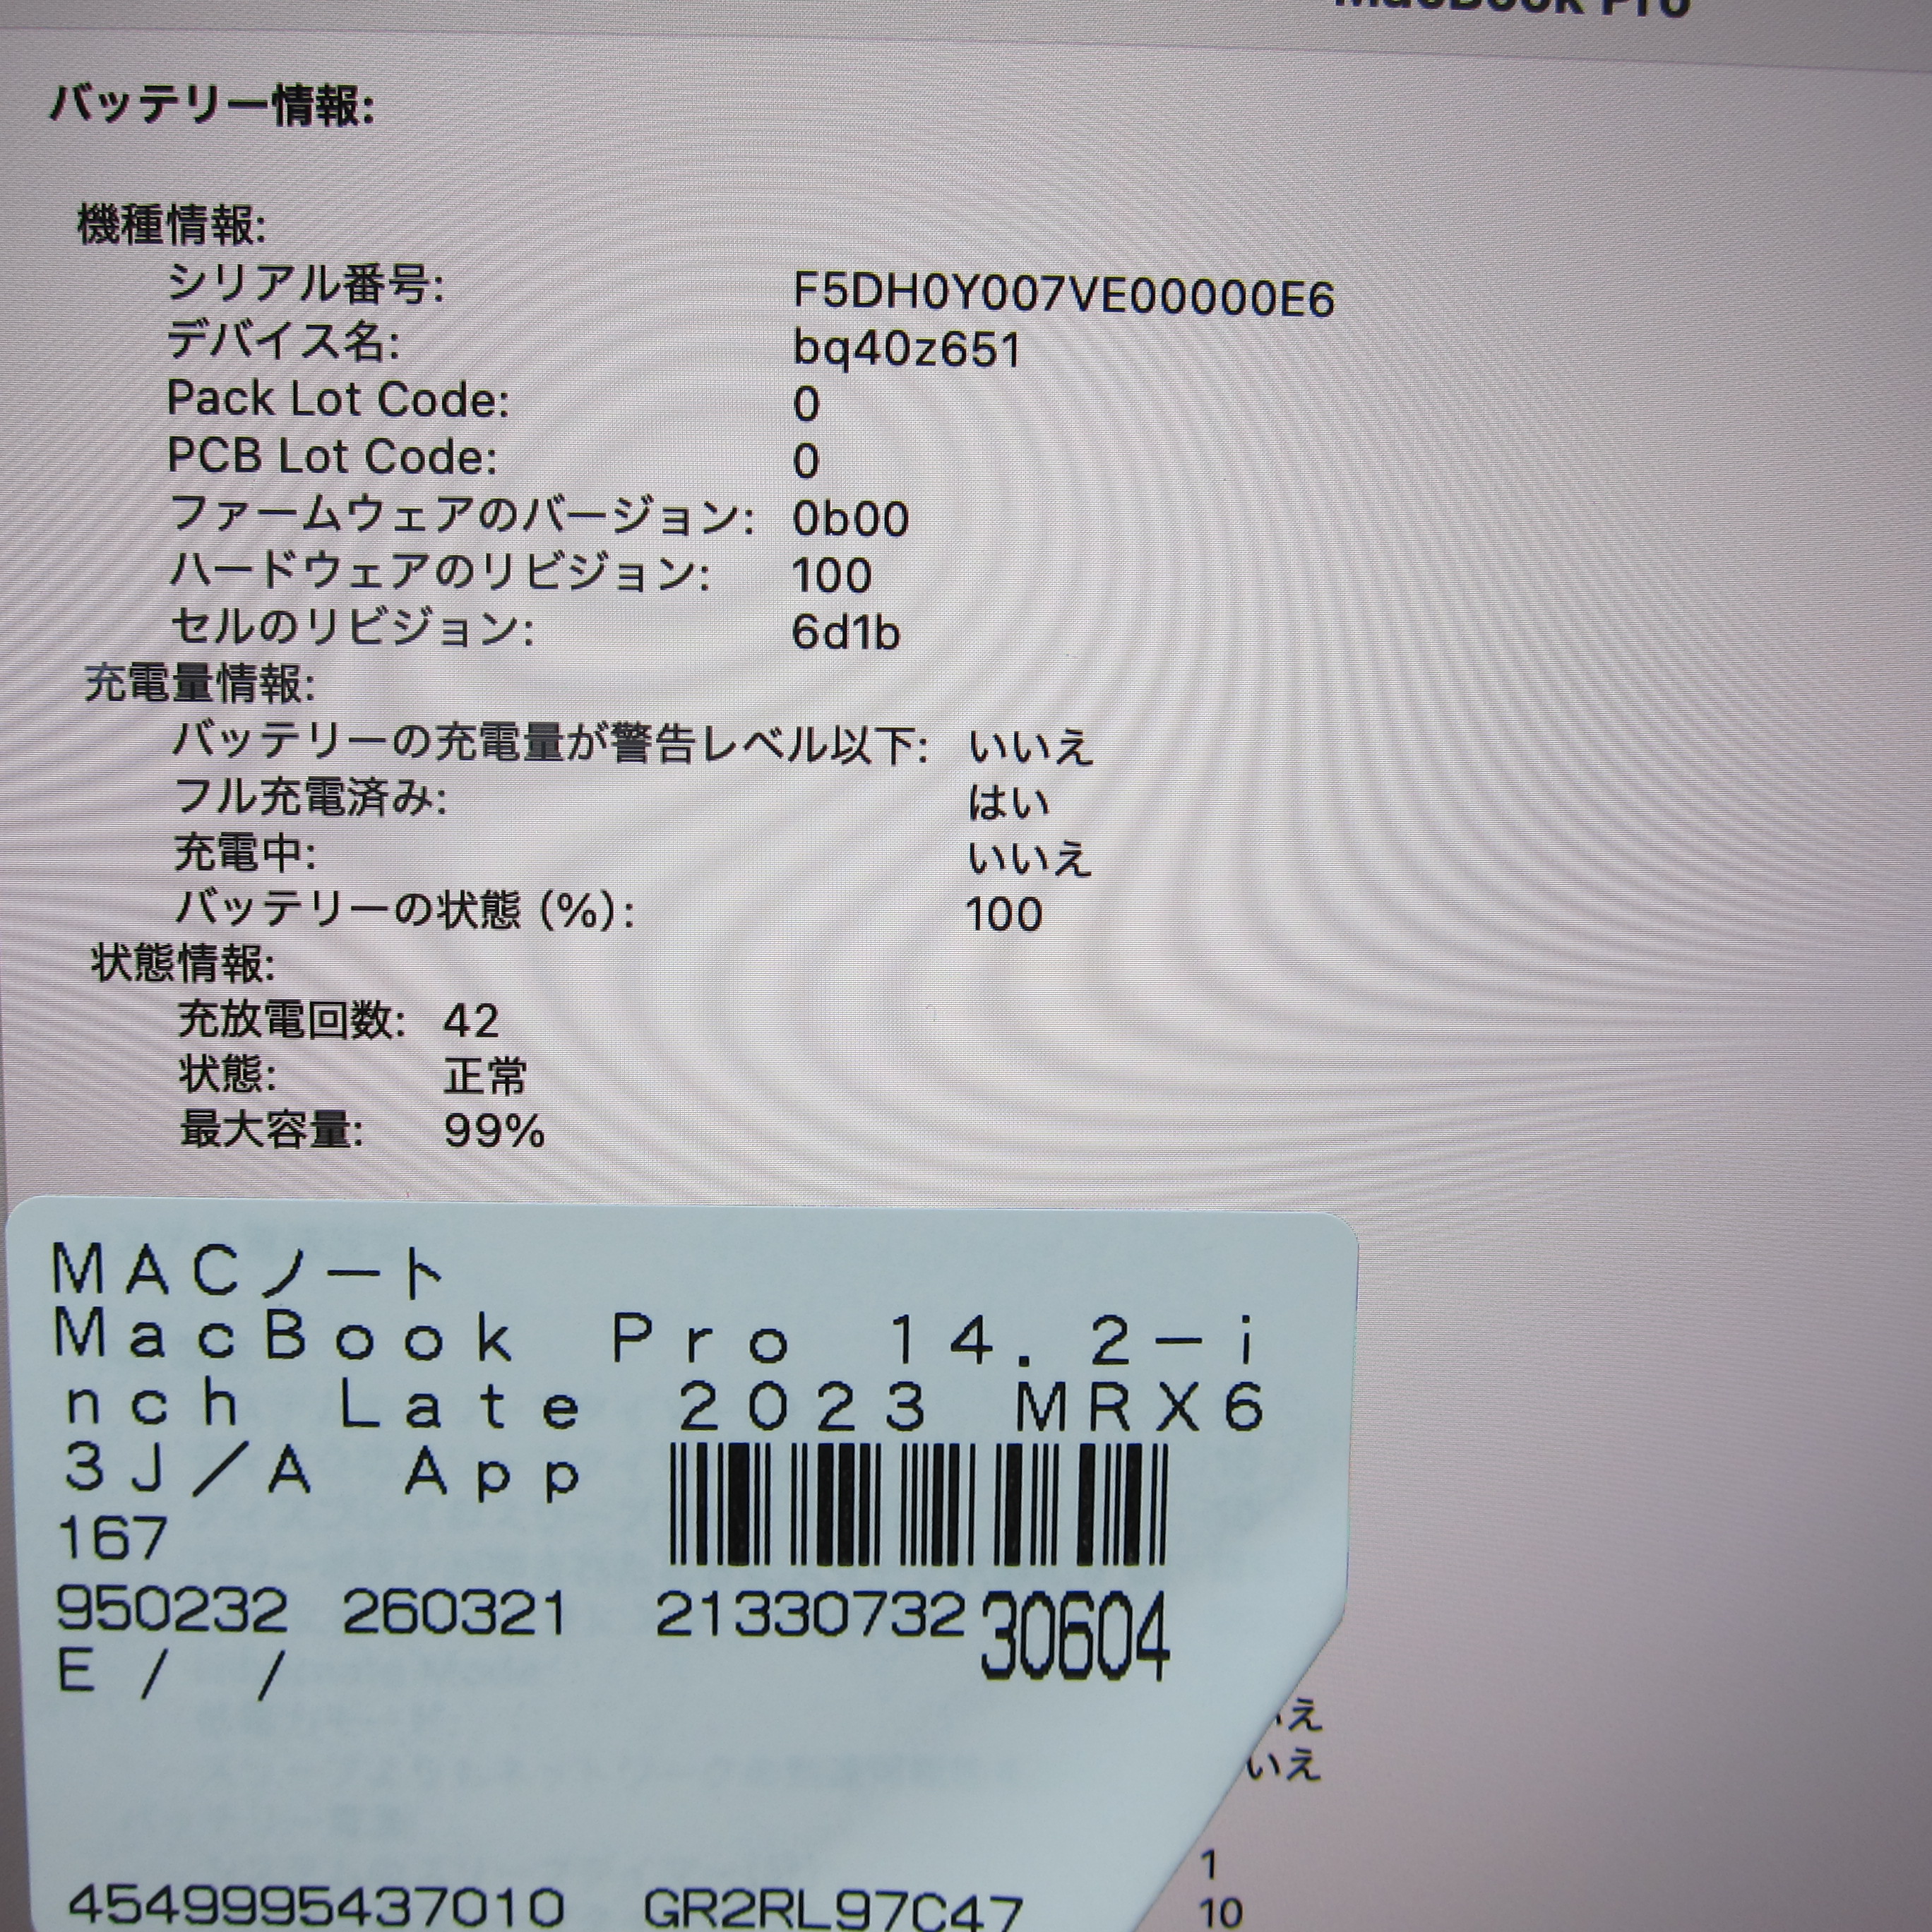 MacBook Pro
バッテリー情報:
機種情報:
シリアル番号: F5DH0Y007VE00000E6
デバイス名: bq40z651
Pack Lot Code: 0
PCB Lot Code: 0
ファームウェアのバージョン: 0b00
ハードウェアのリビジョン: 100
セルのリビジョン: 6d1b
充電量情報:
バッテリーの充電量が警告レベル以下: いいえ
フル充電済み: はい
充電中: いいえ
バッテリーの状態 (%): 100
状態情報:
充放電回数: 42
状態: 正常
最大容量: 99%
MACノート
MacBook Pro 14.2-i
nch Late 2023 MRX6
3J/A App
167
950232 260321 21330732 30604
E / /
いえ
1
10
4549995437010 GR2RL97C47